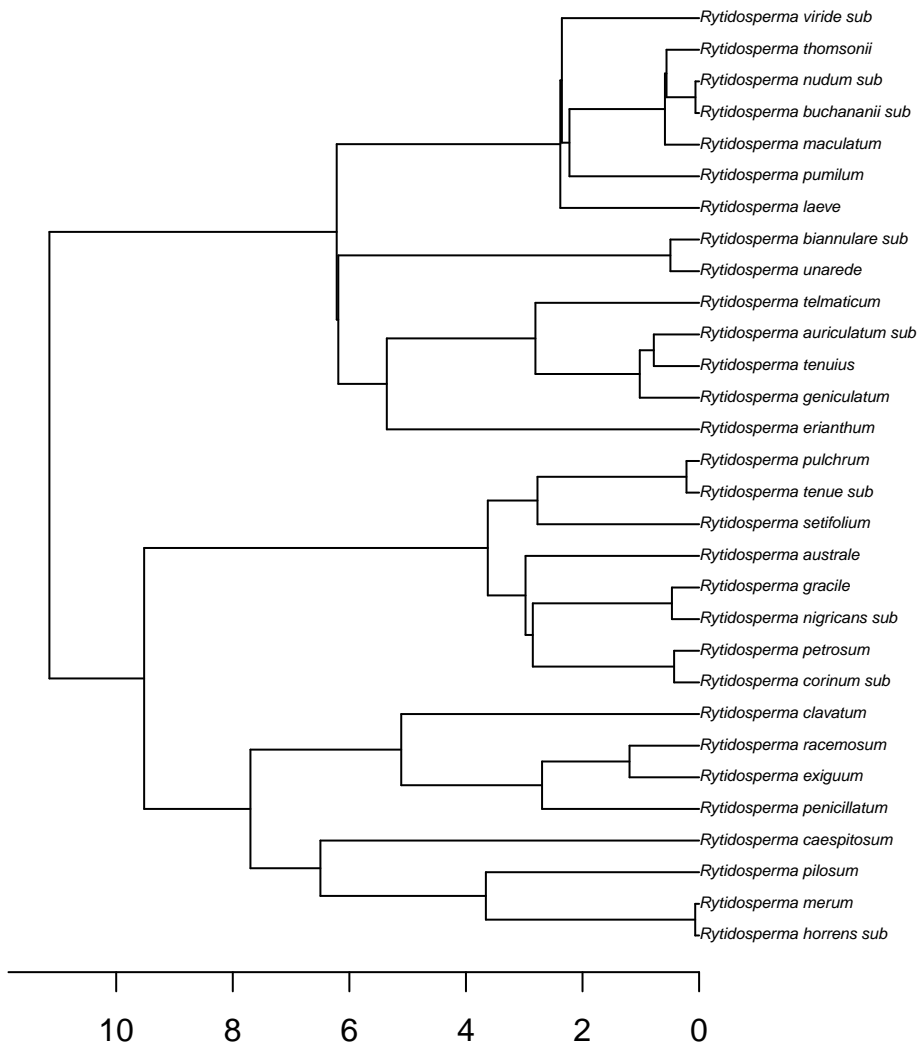 Rytidosperma viride sub
Rytidosperma thomsonii
Rytidosperma nudum sub
Rytidosperma buchananii sub
Rytidosperma maculatum
Rytidosperma pumilum
Rytidosperma laeve
Rytidosperma biannulare sub
Rytidosperma unarede
Rytidosperma telmaticum
Rytidosperma auriculatum sub
Rytidosperma tenuius
Rytidosperma geniculatum
Rytidosperma erianthum
Rytidosperma pulchrum
Rytidosperma tenue sub
Rytidosperma setifolium
Rytidosperma australe
Rytidosperma gracile
Rytidosperma nigricans sub
Rytidosperma petrosum
Rytidosperma corinum sub
Rytidosperma clavatum
Rytidosperma racemosum
Rytidosperma exiguum
Rytidosperma penicillatum
Rytidosperma caespitosum
Rytidosperma pilosum
Rytidosperma merum
Rytidosperma horrens sub
10 8 6 4 2 0